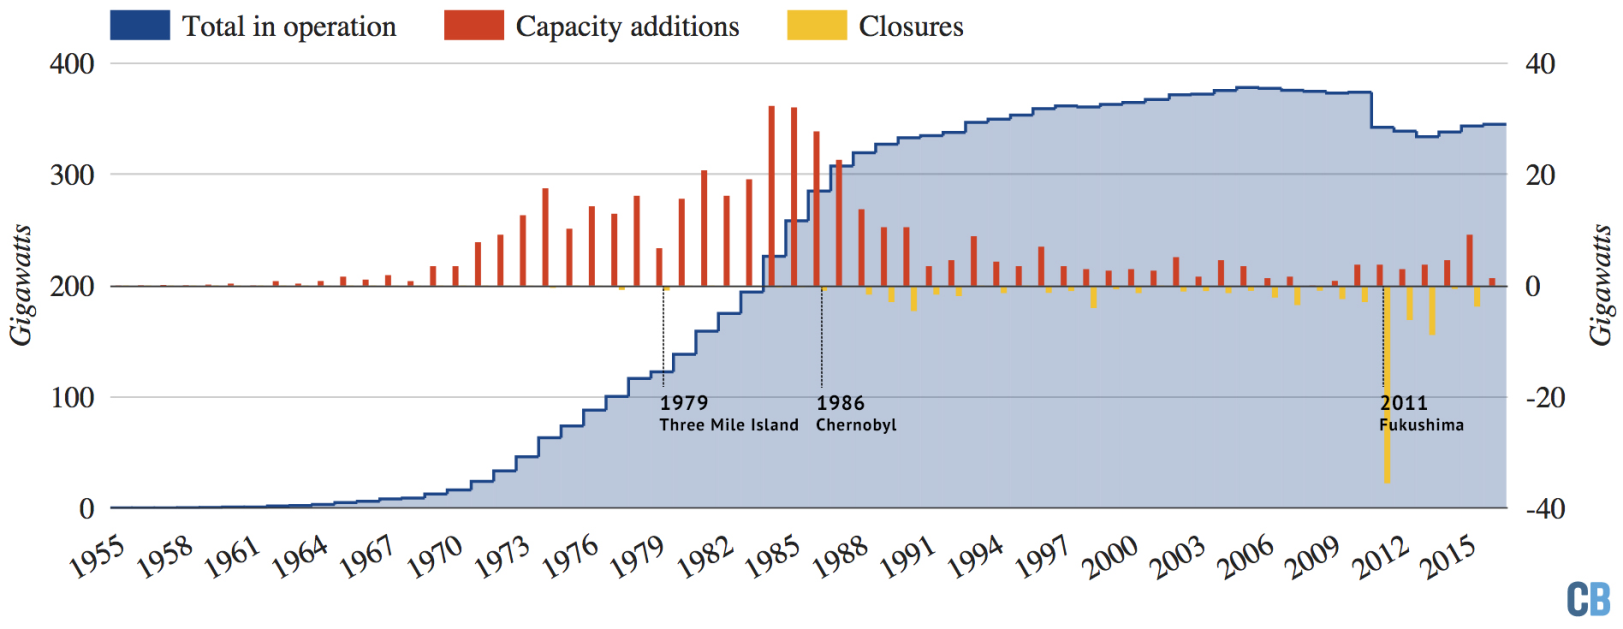 Total in operation Capacity additions Closures
400 40
300 20
200 0
100 -20
0 -40
Gigawatts
Gigawatts
1979
Three Mile Island
1986
Chernobyl
2011
Fukushima
1955 1958 1961 1964 1967 1970 1973 1976 1979 1982 1985 1988 1991 1994 1997 2000 2003 2006 2009 2012 2015
CB